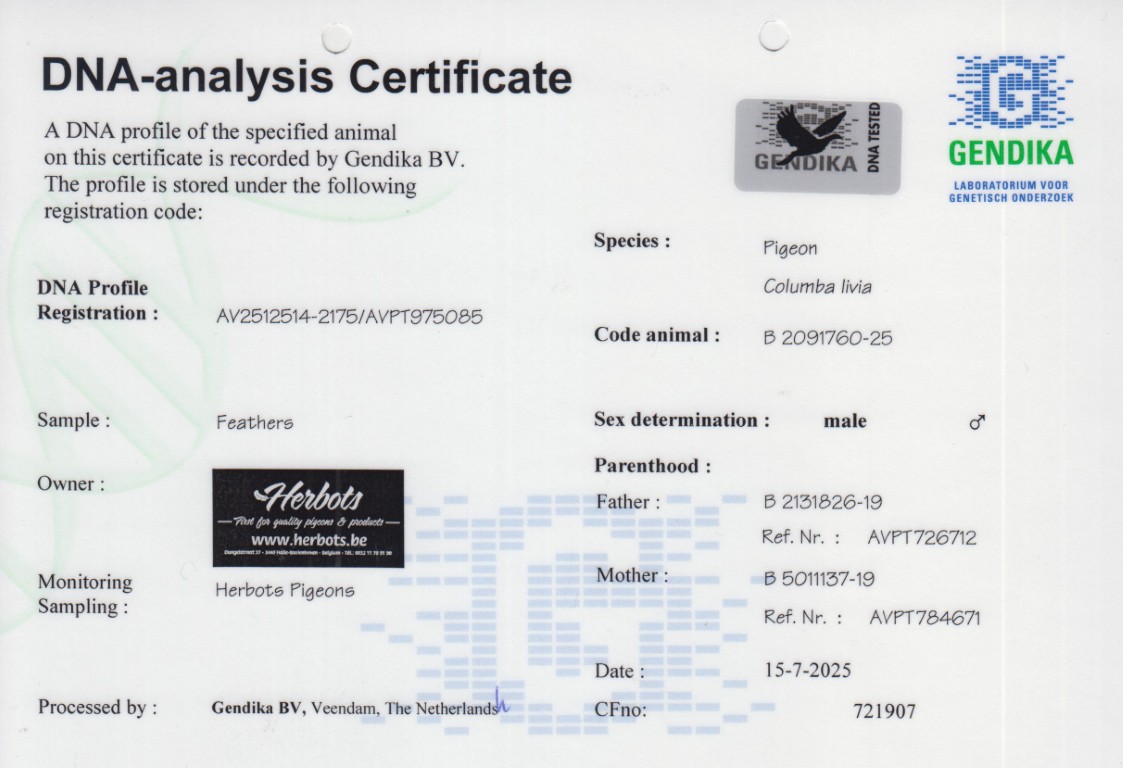 DNA-analysis Certificate
A DNA profile of the specified animal
on this certificate is recorded by Gendika BV.
The profile is stored under the following
registration code:
GENDIKA
DNA TESTED
GENDIKA
LABORATORIUM VOOR
GENETISCH ONDERZOEK
DNA Profile
Registration : AV2512514-2175/AVPT975085
Sample : Feathers
Owner :
Herbots
First for quality pigeons & products
www.herbots.be
Monitoring
Sampling : Herbots Pigeons
Processed by : Gendika BV, Veendam, The Netherlands
Species : Pigeon
Columba livia
Code animal : B 2091760-25
Sex determination : male ♂
Parenthood :
Father : B 2131826-19
Ref. Nr. : AVPT726712
Mother : B 5011137-19
Ref. Nr. : AVPT784671
Date : 15-7-2025
CFno: 721907